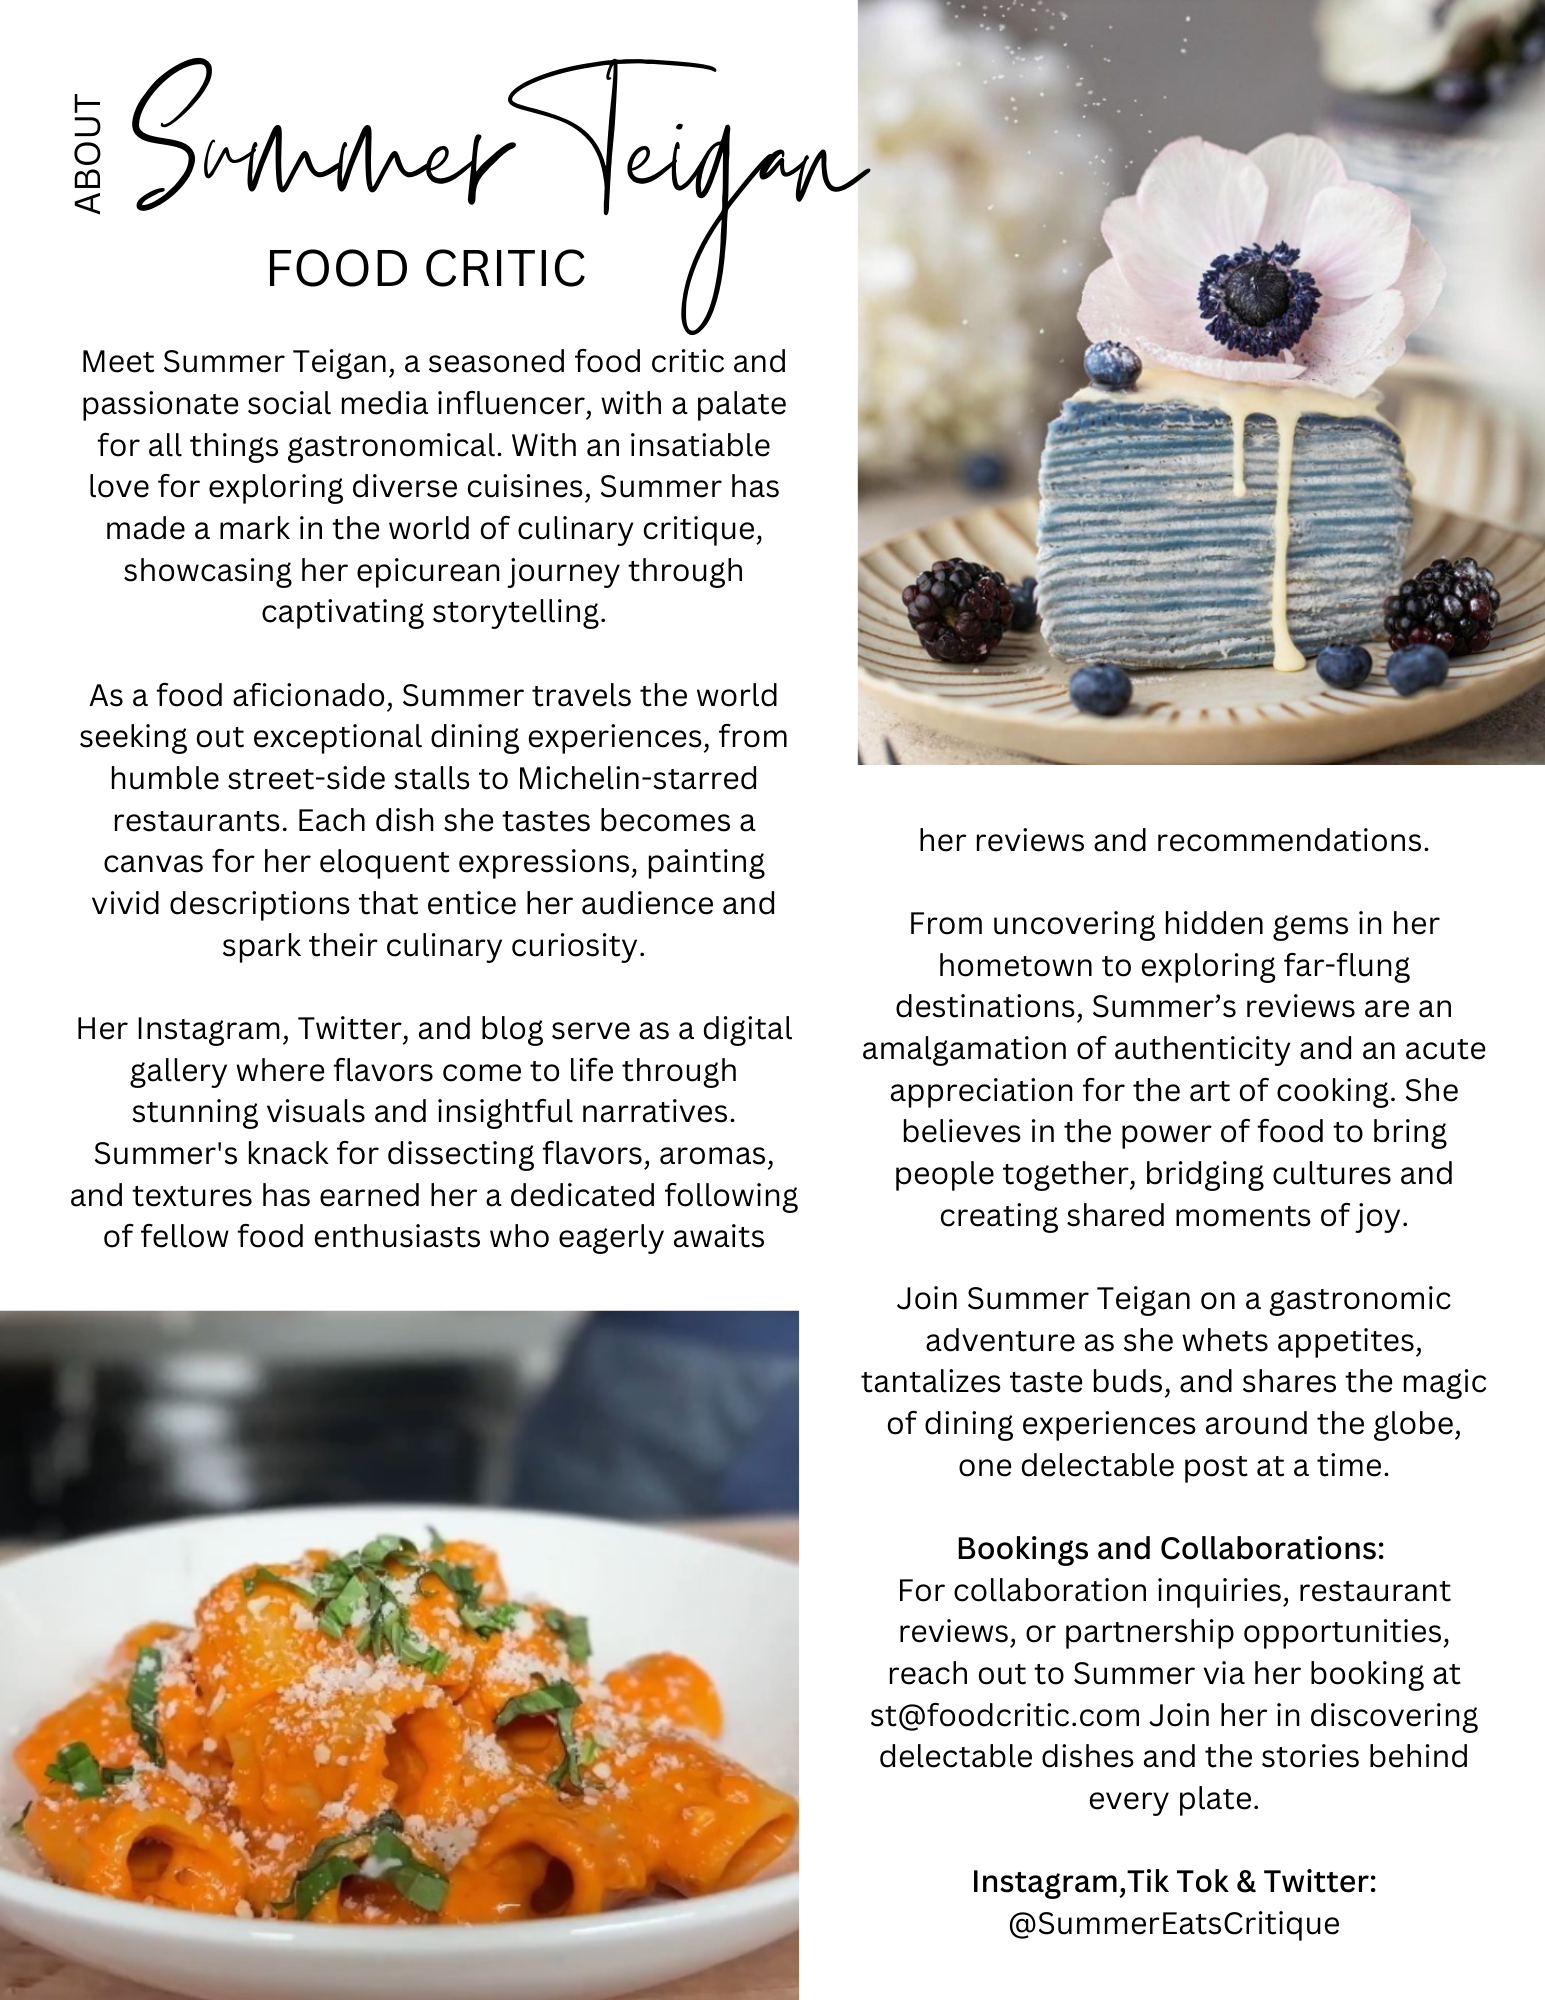 ABOUT
Summer Teigan
FOOD CRITIC
Meet Summer Teigan, a seasoned food critic and
passionate social media influencer, with a palate
for all things gastronomical. With an insatiable
love for exploring diverse cuisines, Summer has
made a mark in the world of culinary critique,
showcasing her epicurean journey through
captivating storytelling.
As a food aficionado, Summer travels the world
seeking out exceptional dining experiences, from
humble street-side stalls to Michelin-starred
restaurants. Each dish she tastes becomes a
canvas for her eloquent expressions, painting
vivid descriptions that entice her audience and
spark their culinary curiosity.
Her Instagram, Twitter, and blog serve as a digital
gallery where flavors come to life through
stunning visuals and insightful narratives.
Summer's knack for dissecting flavors, aromas,
and textures has earned her a dedicated following
of fellow food enthusiasts who eagerly awaits
her reviews and recommendations.
From uncovering hidden gems in her
hometown to exploring far-flung
destinations, Summer’s reviews are an
amalgamation of authenticity and an acute
appreciation for the art of cooking. She
believes in the power of food to bring
people together, bridging cultures and
creating shared moments of joy.
Join Summer Teigan on a gastronomic
adventure as she whets appetites,
tantalizes taste buds, and shares the magic
of dining experiences around the globe,
one delectable post at a time.
Bookings and Collaborations:
For collaboration inquiries, restaurant
reviews, or partnership opportunities,
reach out to Summer via her booking at
st@foodcritic.com Join her in discovering
delectable dishes and the stories behind
every plate.
Instagram,Tik Tok & Twitter:
@SummerEatsCritique